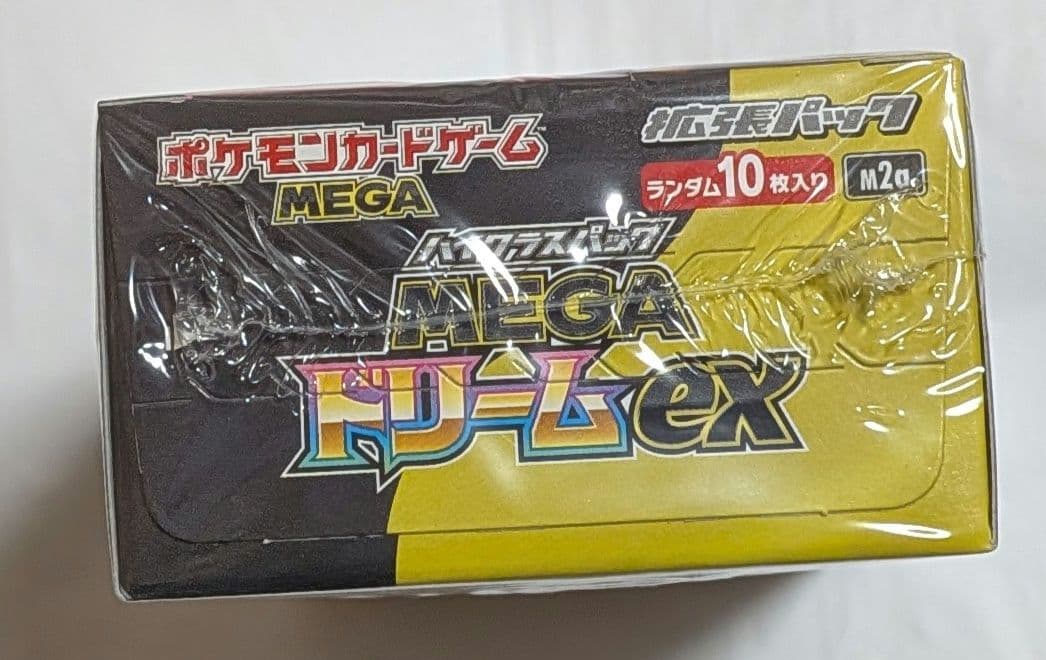 ポケモンカードゲーム™
MEGA
拡張パック
ランダム10枚入り
M2a
ハイクラスパック
MEGA
ドリームex